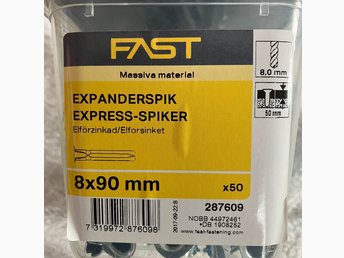 FAST
Massiva material
8,0 mm
EXPANDERSPIK
EXPRESS-SPIKER
Elförzinkad/Elforsinket
50 mm
8x90 mm
x50
287609
NOBB 44972461
*DB 1908252
www.fast-fastening.com
2017-09-22 B
7 319972 876098